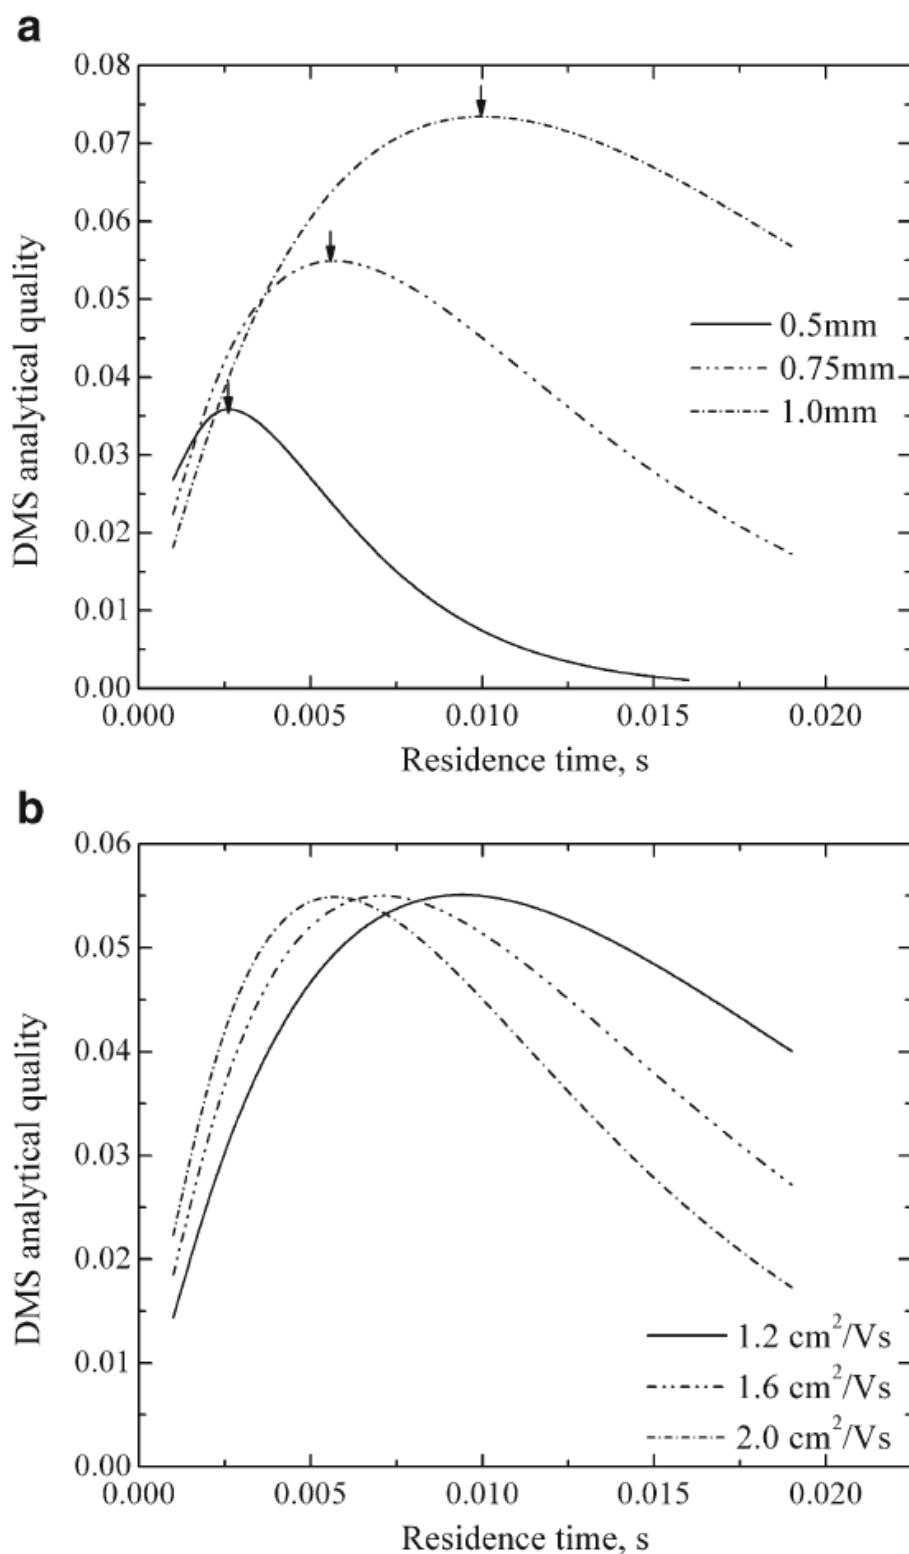 a
0.08
0.07
0.06
0.05
0.04
0.03
0.02
0.01
0.00
DMS analytical quality
0.5mm
0.75mm
1.0mm
0.000 0.005 0.010 0.015 0.020
Residence time, s
b
0.06
0.05
0.04
0.03
0.02
0.01
0.00
DMS analytical quality
1.2 cm²/Vs
1.6 cm²/Vs
2.0 cm²/Vs
0.000 0.005 0.010 0.015 0.020
Residence time, s